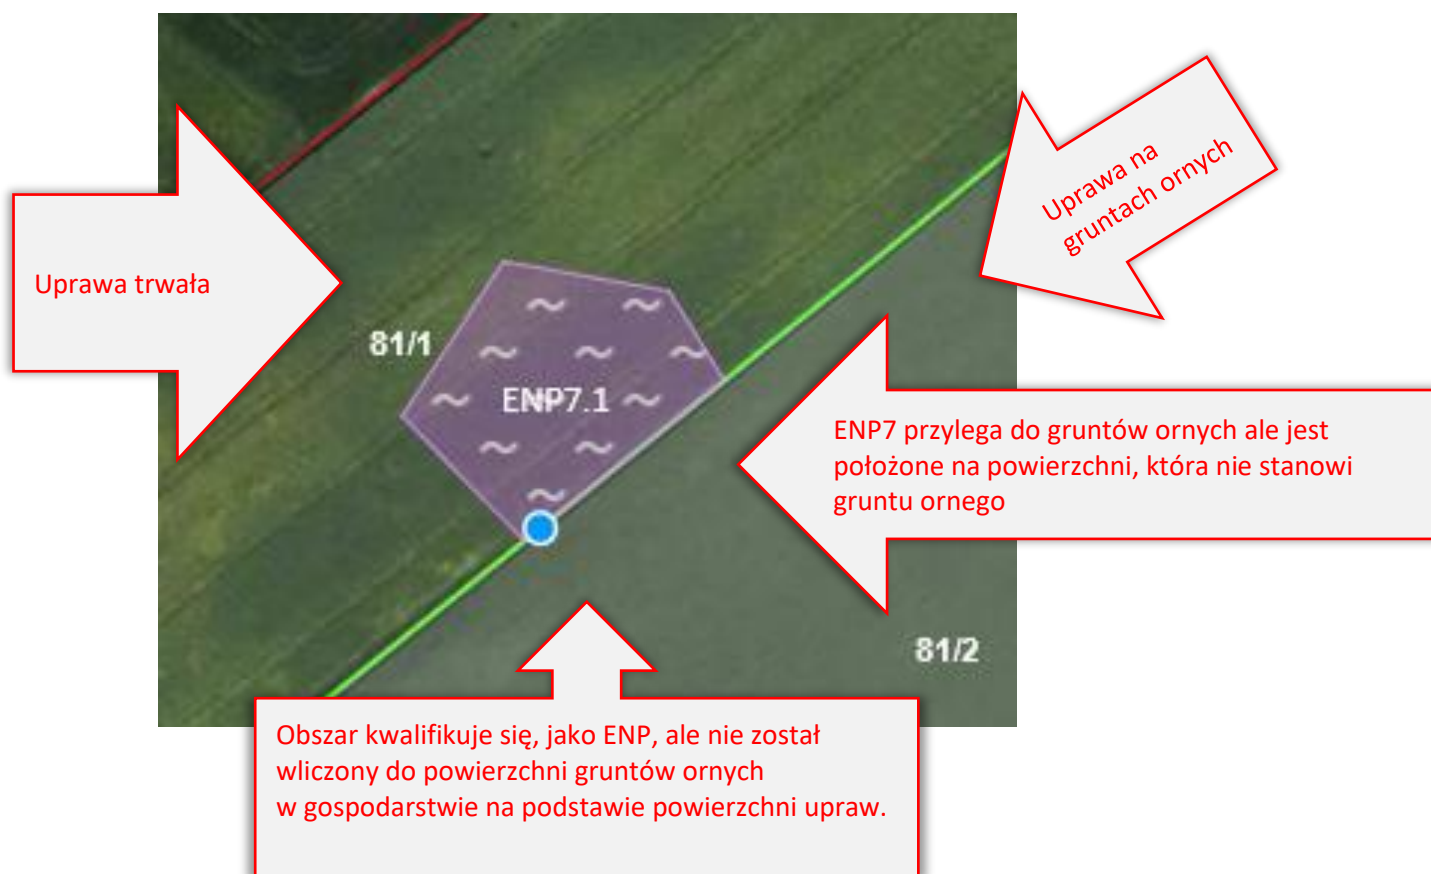 Uprawa na
gruntach ornych
Uprawa trwała
81/1
ENP7.1
ENP7 przylega do gruntów ornych ale jest
położone na powierzchni, która nie stanowi
gruntu ornego
81/2
Obszar kwalifikuje się, jako ENP, ale nie został
wliczony do powierzchni gruntów ornych
w gospodarstwie na podstawie powierzchni upraw.